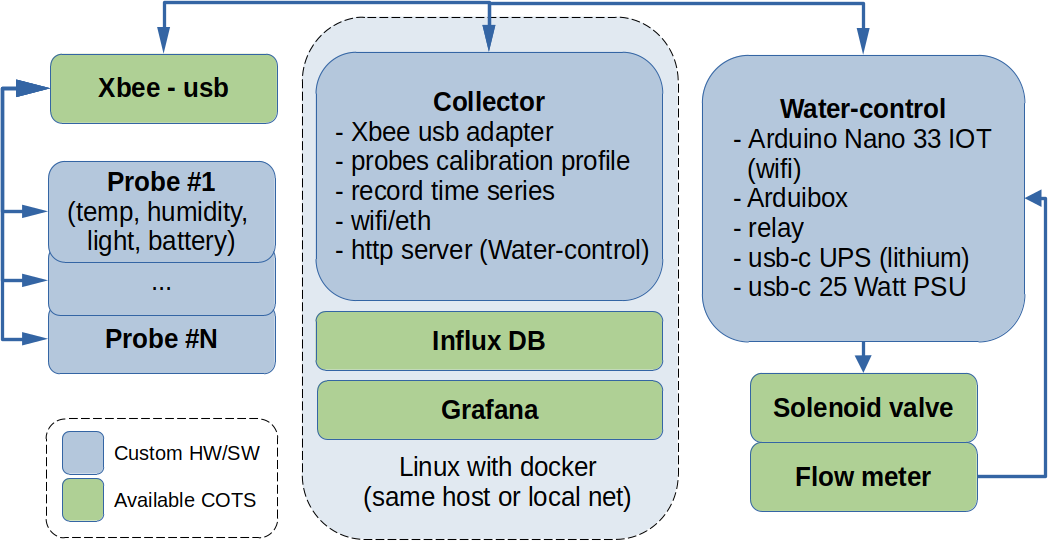 Xbee - usb
Probe #1
(temp, humidity,
light, battery)
...
Probe #N
Custom HW/SW
Available COTS
Collector
- Xbee usb adapter
- probes calibration profile
- record time series
- wifi/eth
- http server (Water-control)
Influx DB
Grafana
Linux with docker
(same host or local net)
Water-control
- Arduino Nano 33 IOT
(wifi)
- Arduibox
- relay
- usb-c UPS (lithium)
- usb-c 25 Watt PSU
Solenoid valve
Flow meter